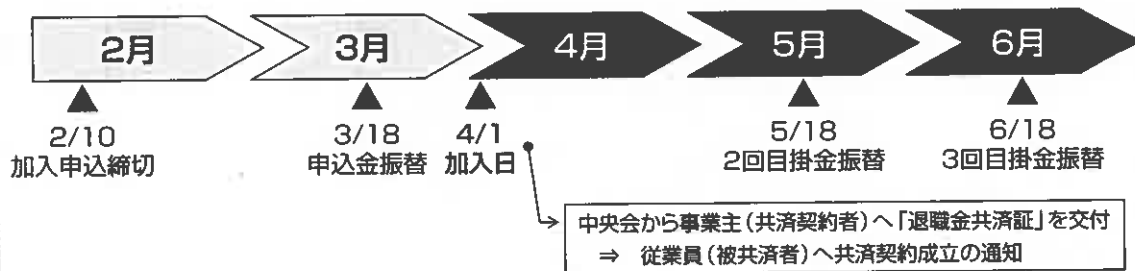 2月
3月
4月
5月
6月
2/10
加入申込締切
3/18
申込金振替
4/1
加入日
5/18
2回目掛金振替
6/18
3回目掛金振替
中央会から事業主(共済契約者)へ「退職金共済証」を交付
⇒ 従業員(被共済者)へ共済契約成立の通知